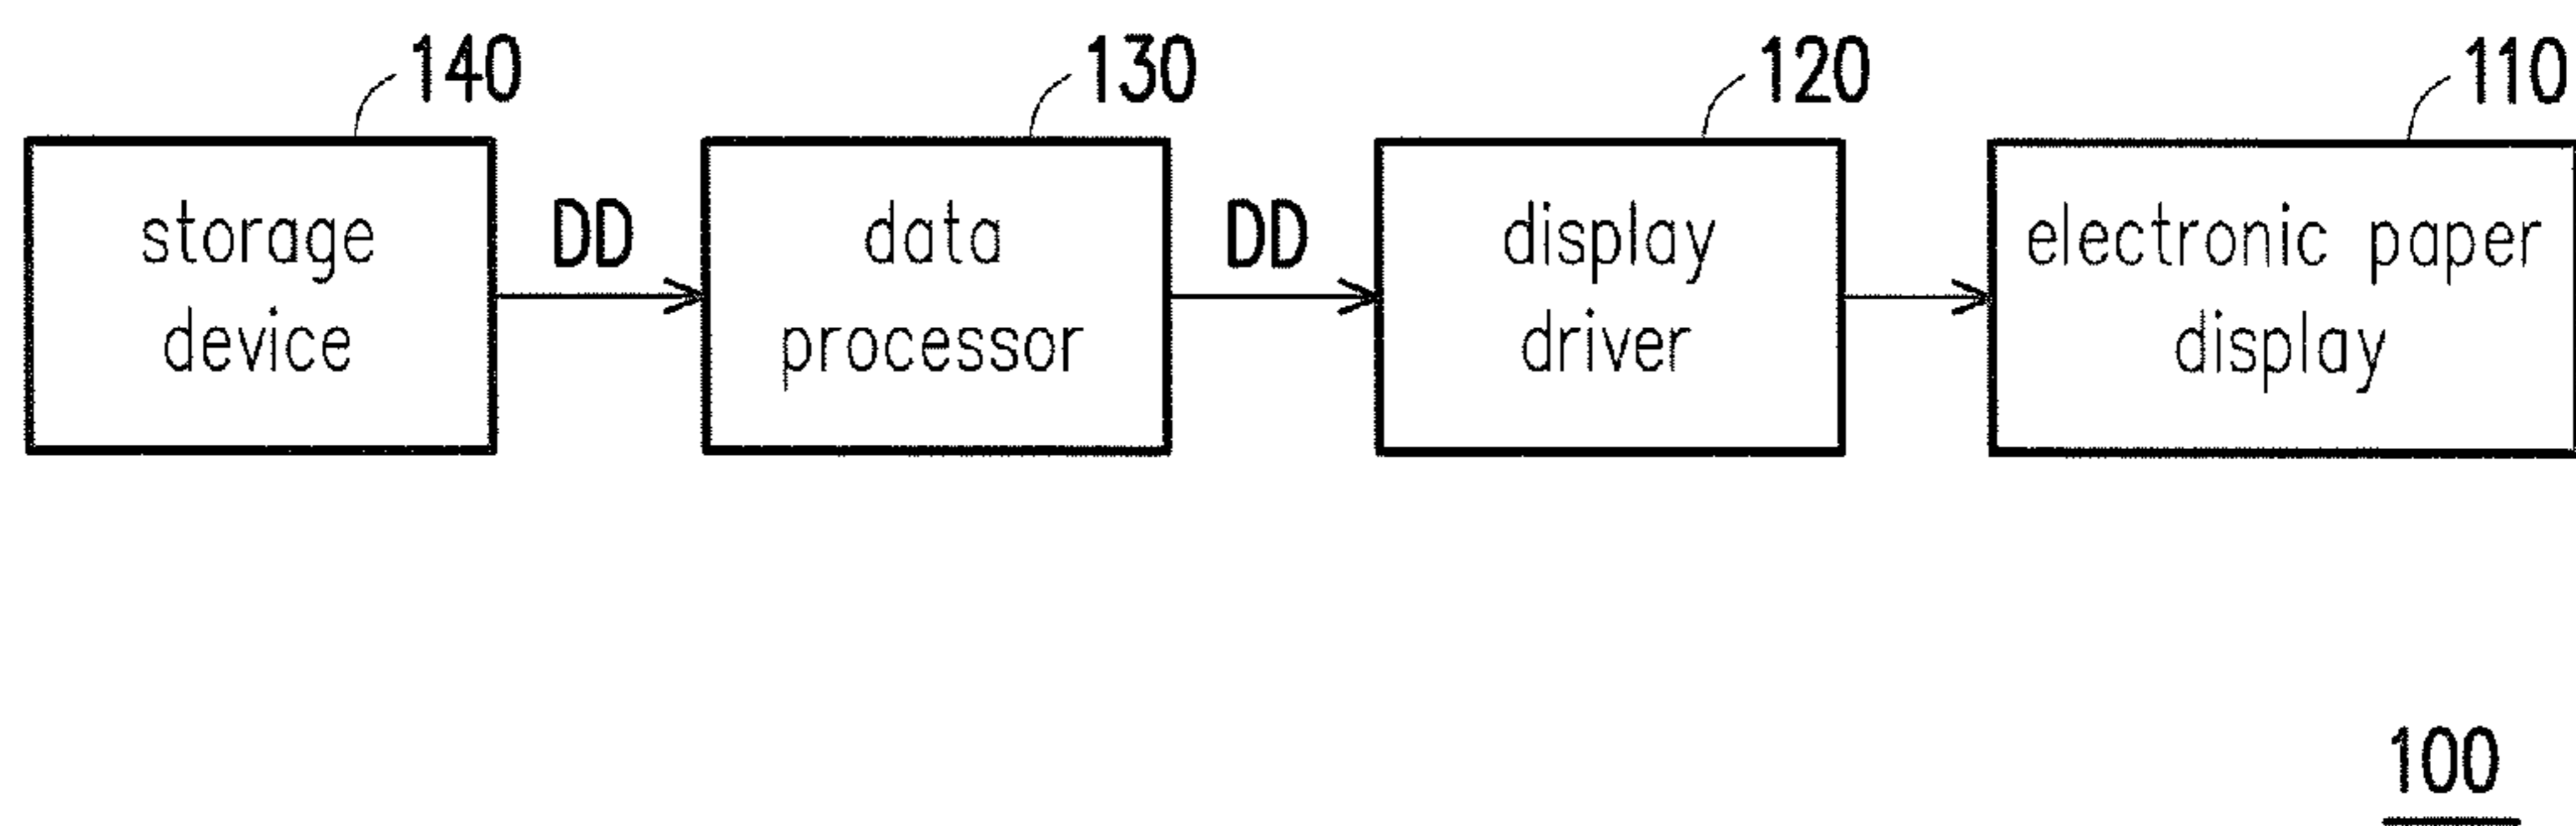 140
130
120
110
storage
device
DD
data
processor
DD
display
driver
electronic paper
display
100